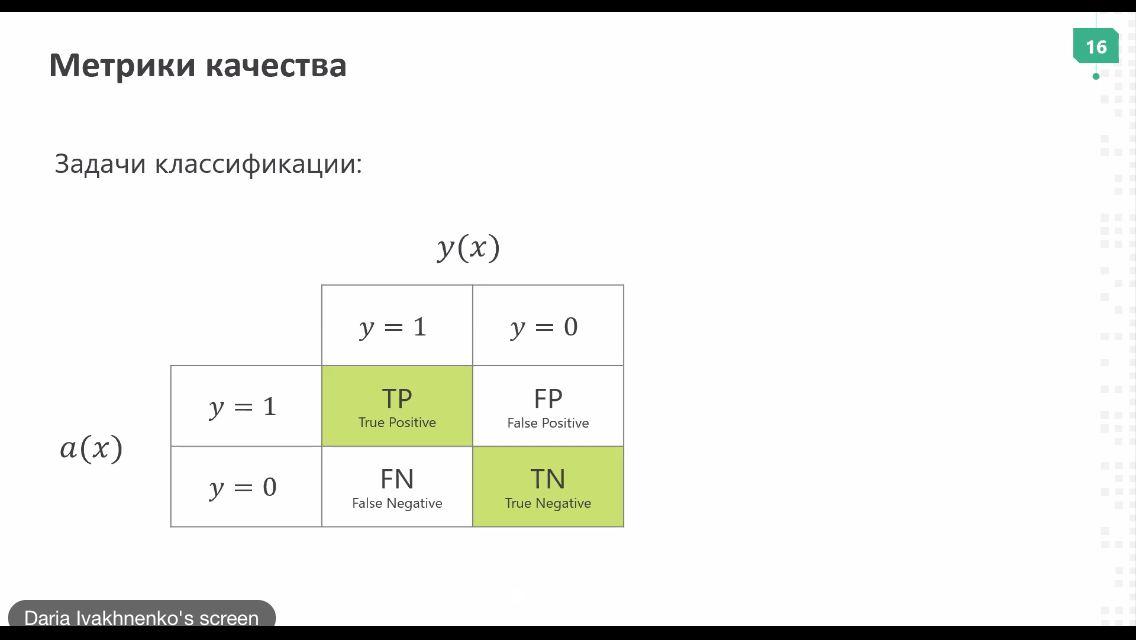 16
Метрики качества
Задачи классификации:
y(x)
y = 1 y = 0
y = 1 TP FP
True Positive False Positive
a(x)
y = 0 FN TN
False Negative True Negative
Daria Ivakhnenko's screen